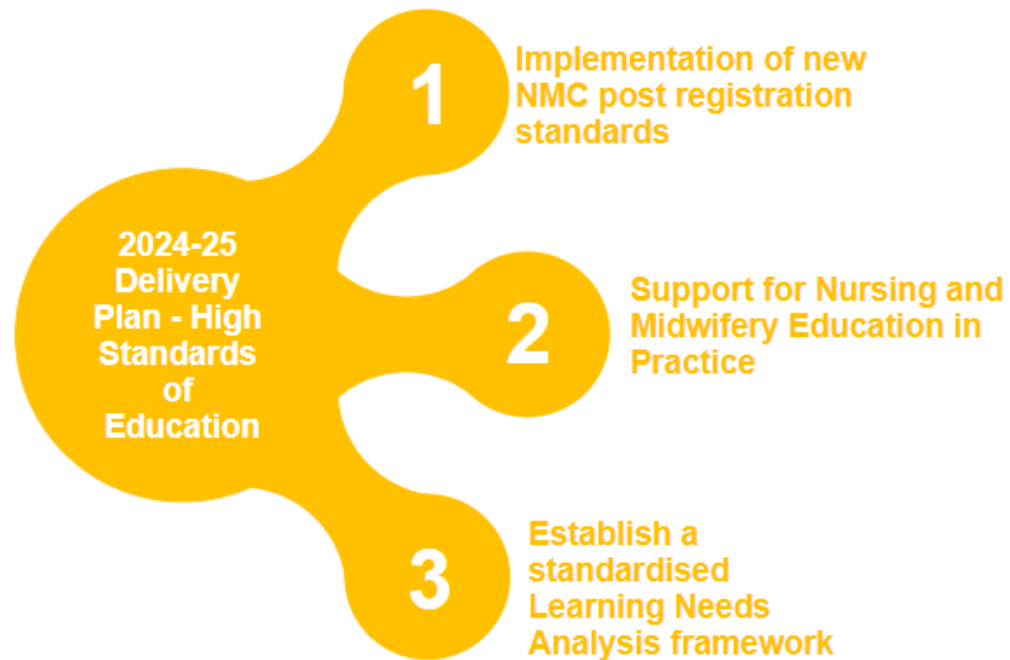 2024-25
Delivery
Plan - High
Standards
of
Education
1
Implementation of new
NMC post registration
standards
2
Support for Nursing and
Midwifery Education in
Practice
3
Establish a
standardised
Learning Needs
Analysis framework